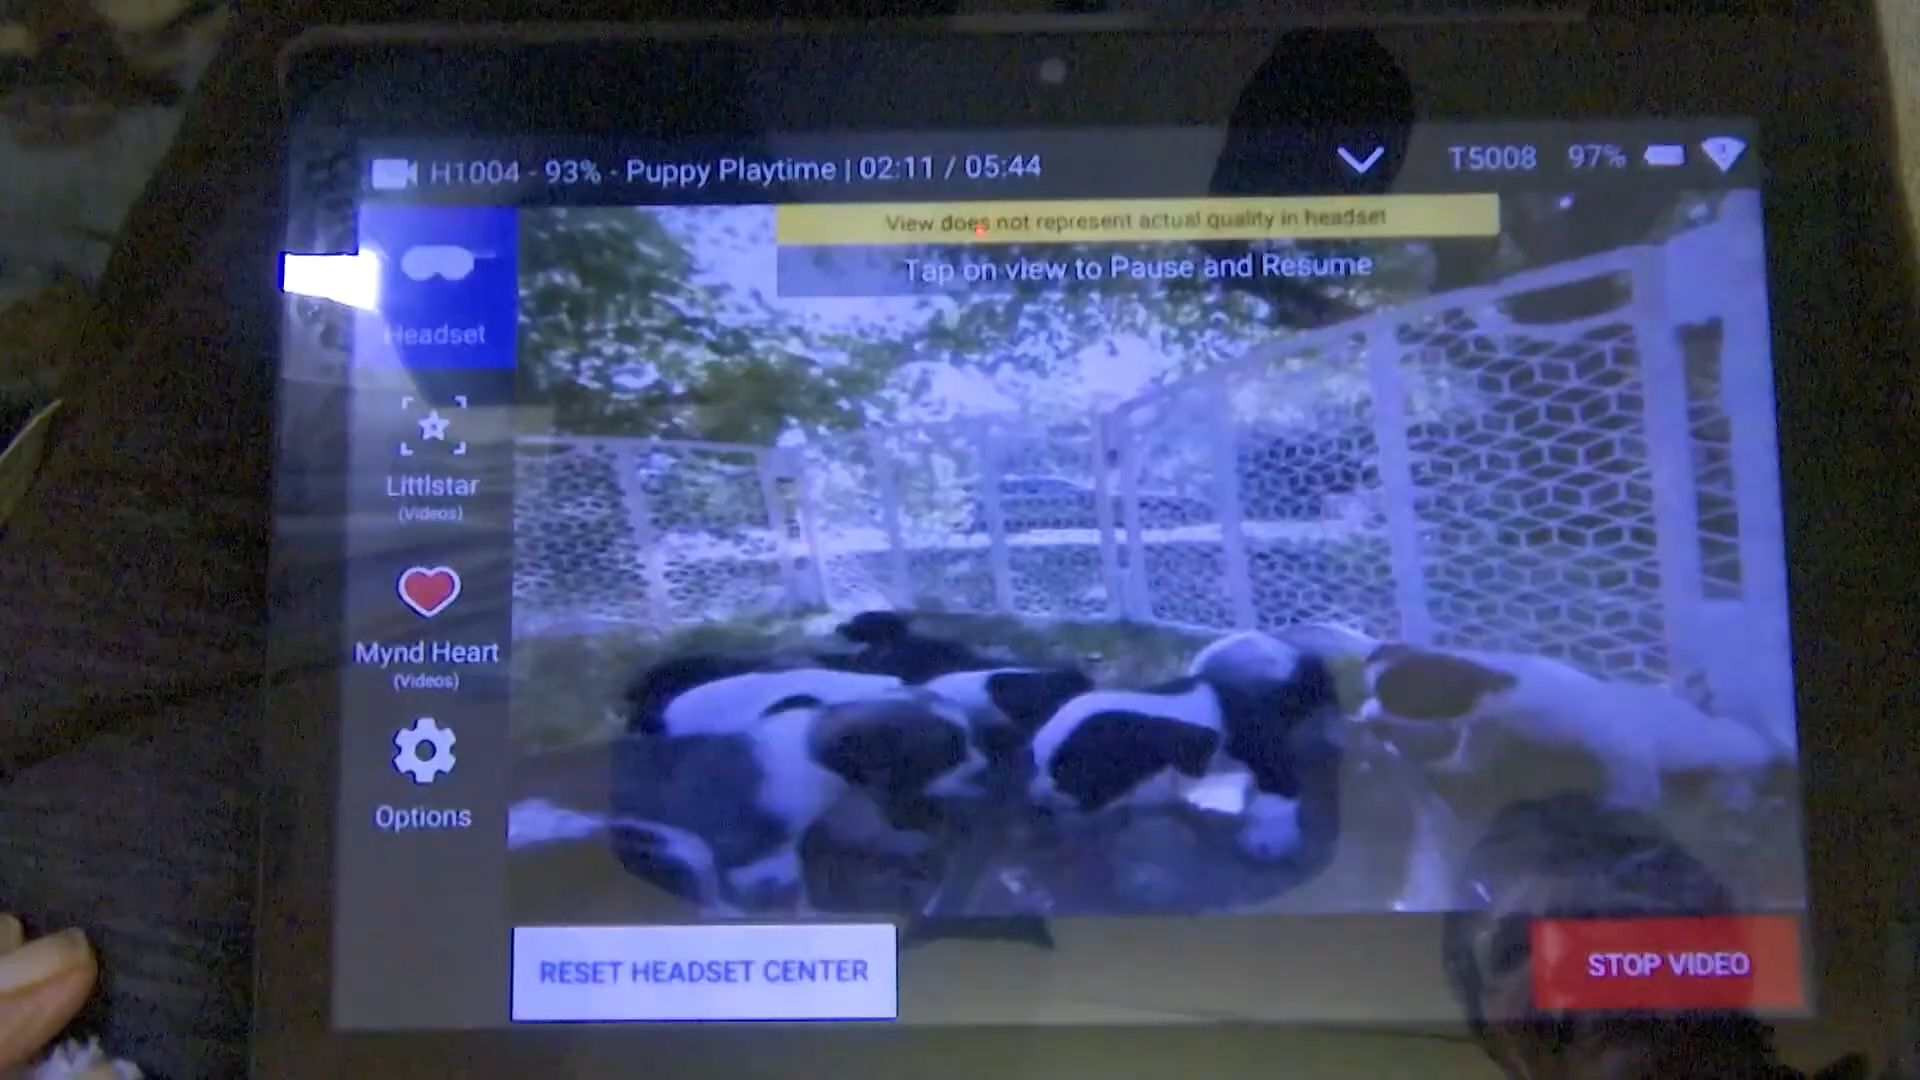 H1004 - 93% - Puppy Playtime | 02:11 / 05:44
T5008 97%
View does not represent actual quality in headset
Tap on view to Pause and Resume
Headset
Littlstar
(Videos)
Mynd Heart
(Videos)
Options
RESET HEADSET CENTER
STOP VIDEO